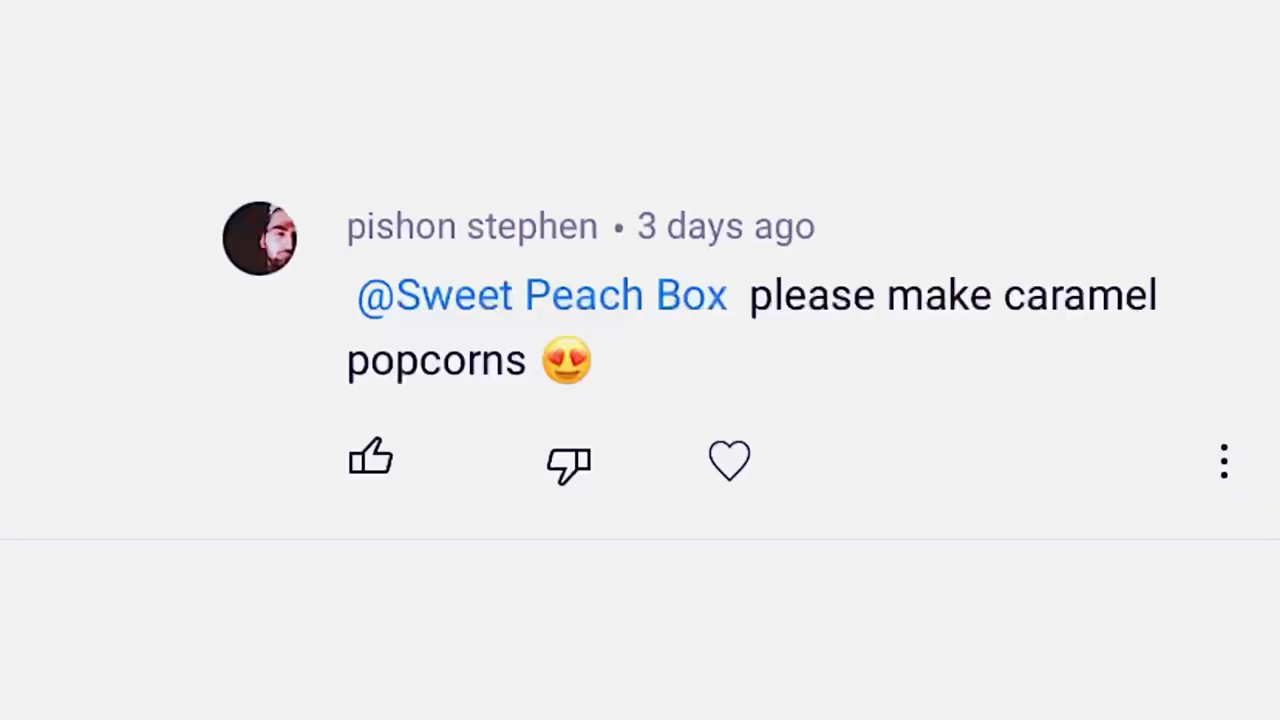 pishon stephen • 3 days ago
@Sweet Peach Box please make caramel
popcorns 😍